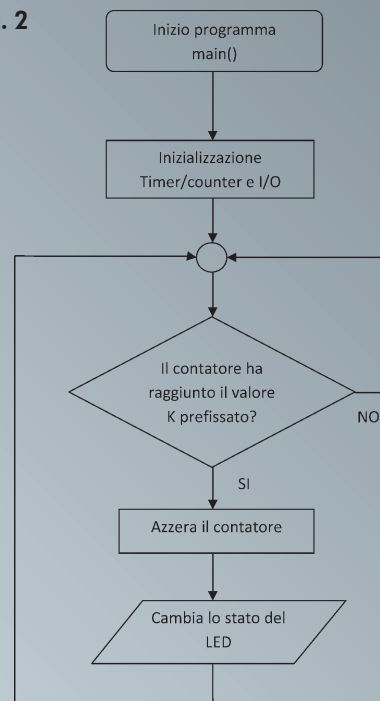 . 2
Inizio programma
main()
Inizializzazione
Timer/counter e I/O
Il contatore ha
raggiunto il valore
K prefissato?
NO
SI
Azzera il contatore
Cambia lo stato del
LED